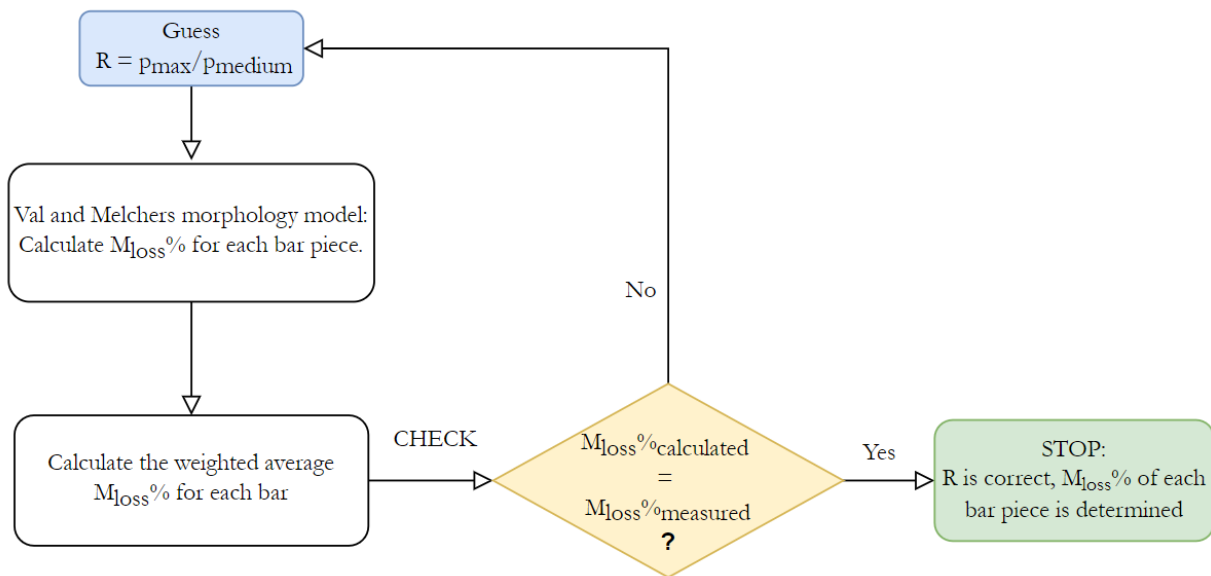 Guess
R = pmax/pmedium
Val and Melchers morphology model:
Calculate Mloss% for each bar piece.
Calculate the weighted average
Mloss% for each bar
CHECK
Mloss%calculated
=
Mloss%measured
?
No
Yes
STOP:
R is correct, Mloss% of each
bar piece is determined